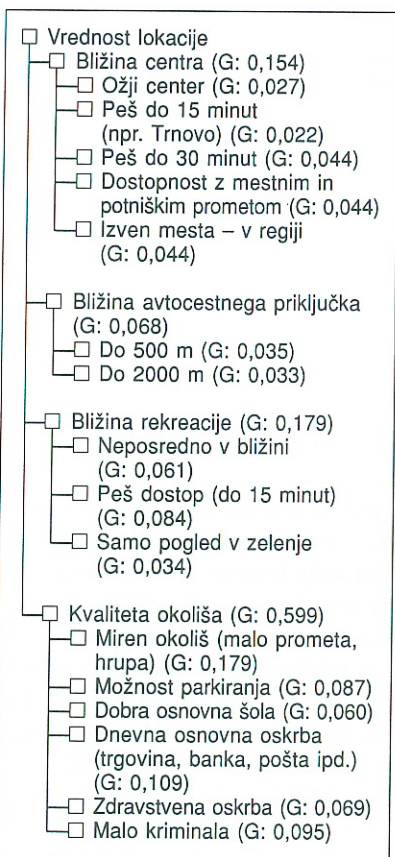 Vrednost lokacije
Bližina centra (G: 0,154)
Ožji center (G: 0,027)
Peš do 15 minut
(npr. Trnovo) (G: 0,022)
Peš do 30 minut (G: 0,044)
Dostopnost z mestnim in
potniškim prometom (G: 0,044)
Izven mesta – v regiji
(G: 0,044)
Bližina avtocestnega priključka
(G: 0,068)
Do 500 m (G: 0,035)
Do 2000 m (G: 0,033)
Bližina rekreacije (G: 0,179)
Neposredno v bližini
(G: 0,061)
Peš dostop (do 15 minut)
(G: 0,084)
Samo pogled v zelenje
(G: 0,034)
Kvaliteta okoliša (G: 0,599)
Miren okoliš (malo prometa,
hrupa) (G: 0,179)
Možnost parkiranja (G: 0,087)
Dobra osnovna šola (G: 0,060)
Dnevna osnovna oskrba
(trgovina, banka, pošta ipd.)
(G: 0,109)
Zdravstvena oskrba (G: 0,069)
Malo kriminala (G: 0,095)